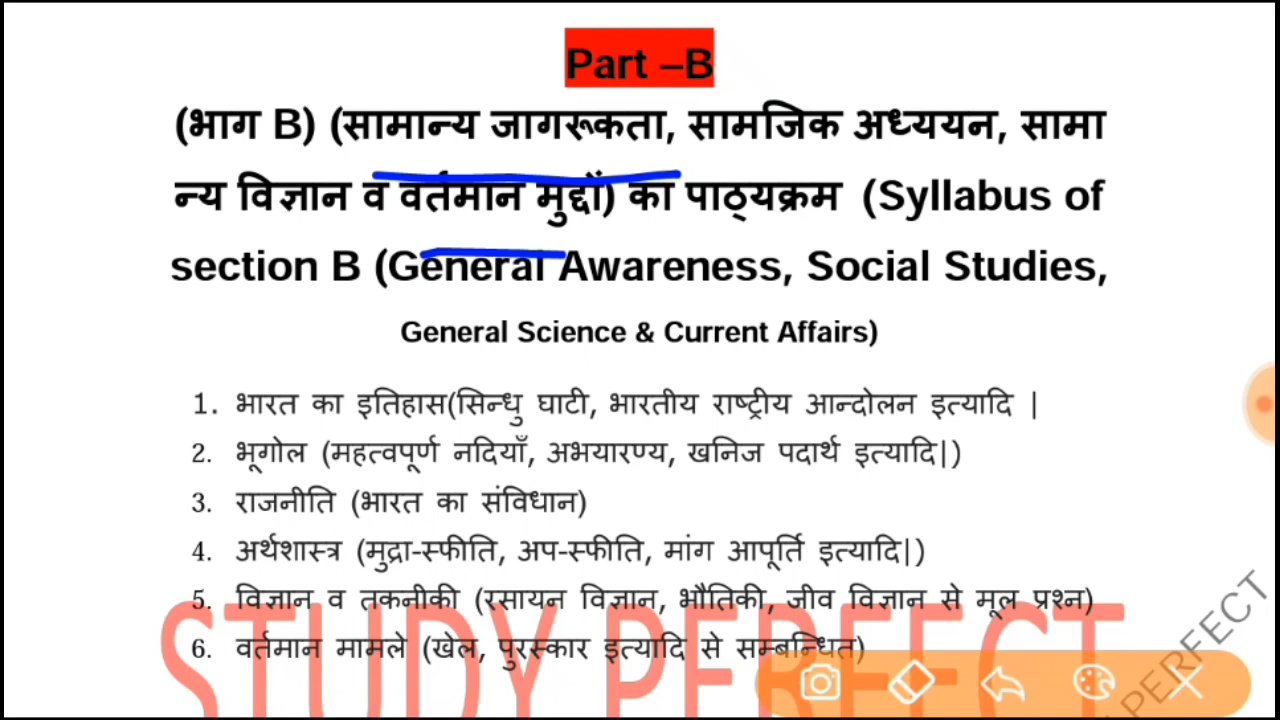 Part –B
(भाग B) (सामान्य जागरूकता, सामजिक अध्ययन, सामा
न्य विज्ञान व वर्तमान मुद्दों) का पाठ्यक्रम (Syllabus of
section B (General Awareness, Social Studies,
General Science & Current Affairs)
1. भारत का इतिहास(सिन्धु घाटी, भारतीय राष्ट्रीय आन्दोलन इत्यादि |
2. भूगोल (महत्वपूर्ण नदियाँ, अभयारण्य, खनिज पदार्थ इत्यादि|)
3. राजनीति (भारत का संविधान)
4. अर्थशास्त्र (मुद्रा-स्फीति, अप-स्फीति, मांग आपूर्ति इत्यादि|)
5. विज्ञान व तकनीकी (रसायन विज्ञान, भौतिकी, जीव विज्ञान से मूल प्रश्न)
6. वर्तमान मामले (खेल, पुरस्कार इत्यादि से सम्बन्धित)
STUDY PERFECT
PERFECT